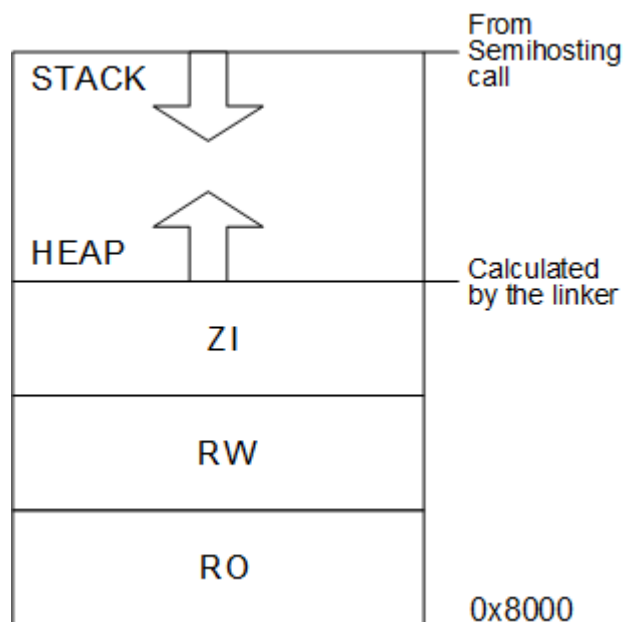 From
Semihosting
call
STACK
HEAP
Calculated
by the linker
ZI
RW
RO
0x8000